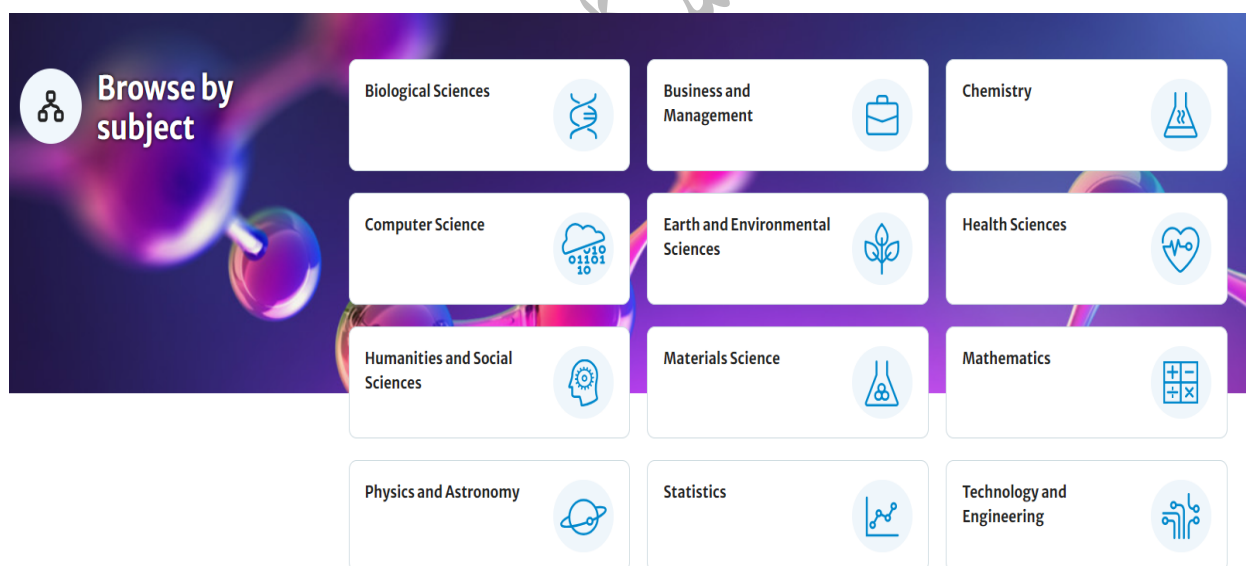 Browse by
subject
Biological Sciences
Business and
Management
Chemistry
Computer Science
010
01101
10
Earth and Environmental
Sciences
Health Sciences
Humanities and Social
Sciences
Materials Science
Mathematics
Physics and Astronomy
Statistics
Technology and
Engineering